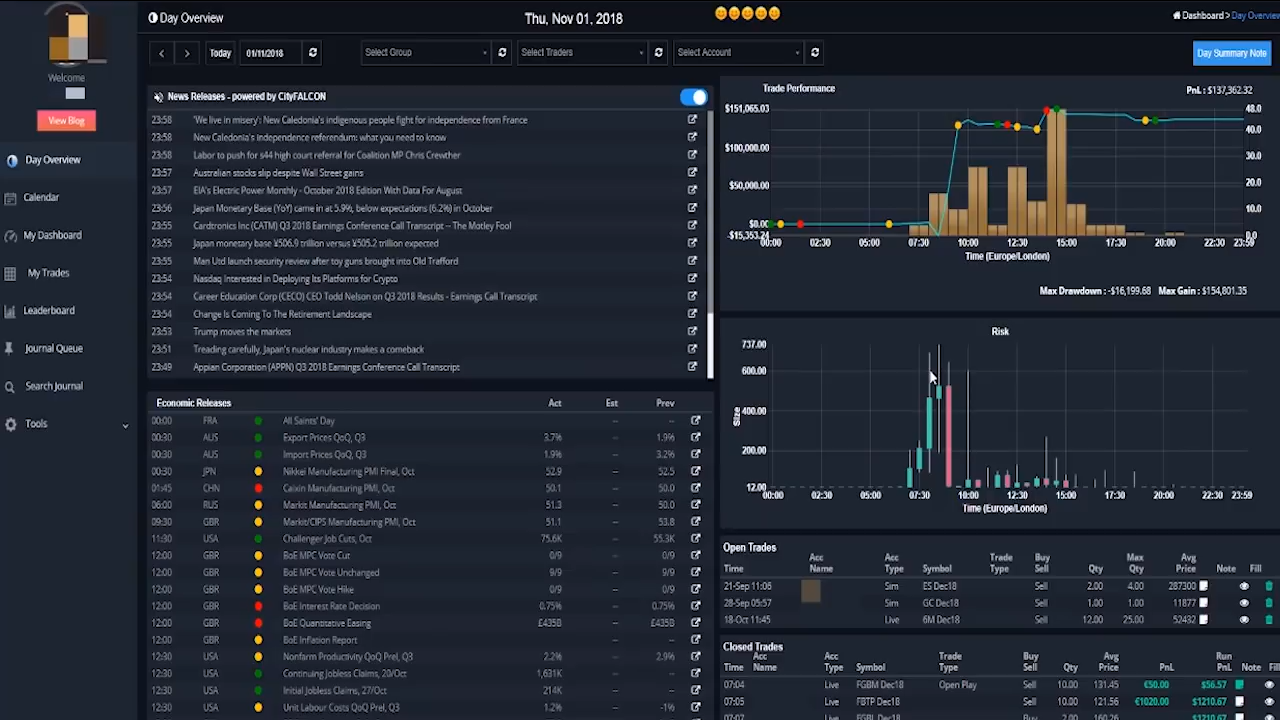 Day Overview
Thu, Nov 01, 2018
Dashboard > Day Overview
Welcome
View Blog
Day Overview
Calendar
My Dashboard
My Trades
Leaderboard
Journal Queue
Search Journal
Tools
Today 01/11/2018 Select Group Select Traders Select Account Day Summary Note
News Releases - powered by CityFALCON
23:58 'We live in misery': New Caledonia's indigenous people fight for independence from France
23:58 New Caledonia's independence referendum: what you need to know
23:58 Labor to push for s44 high court referral for Coalition MP Chris Crewther
23:57 Australian stocks slip despite Wall Street gains
23:57 EIA's Electric Power Monthly - October 2018 Edition With Data For August
23:56 Japan Monetary Base (YoY) came in at 5.9%, below expectations (6.2%) in October
23:55 Cardtronics Inc (CATM) Q3 2018 Earnings Conference Call Transcript -- The Motley Fool
23:55 Japan monetary base ¥506.9 trillion versus ¥505.2 trillion expected
23:55 Man Utd launch security review after toy guns brought into Old Trafford
23:54 Nasdaq Interested in Deploying Its Platforms for Crypto
23:54 Career Education Corp (CECO) CEO Todd Nelson on Q3 2018 Results - Earnings Call Transcript
23:54 Change Is Coming To The Retirement Landscape
23:53 Trump moves the markets
23:51 Treading carefully, Japan's nuclear industry makes a comeback
23:49 Appian Corporation (APPN) Q3 2018 Earnings Conference Call Transcript
Economic Releases Act Est Prev
00:00 FRA All Saints' Day -- --
00:30 AUS Export Prices QoQ, Q3 3.7% -- 1.9%
00:30 AUS Import Prices QoQ, Q3 1.9% -- 3.2%
00:30 JPN Nikkei Manufacturing PMI Final, Oct 52.9 -- 52.5
01:45 CHN Caixin Manufacturing PMI, Oct 50.1 -- 50.0
06:00 RUS Markit Manufacturing PMI, Oct 51.3 -- 50.0
09:30 GBR Markit/CIPS Manufacturing PMI, Oct 51.1 -- 53.8
11:30 USA Challenger Job Cuts, Oct 75.6K -- 55.3K
12:00 GBR BoE MPC Vote Cut 0/9 -- 0/9
12:00 GBR BoE MPC Vote Unchanged 9/9 -- 9/9
12:00 GBR BoE MPC Vote Hike 0/9 -- 0/9
12:00 GBR BoE Interest Rate Decision 0.75% -- 0.75%
12:00 GBR BoE Quantitative Easing £435B -- £435B
12:00 GBR BoE Inflation Report -- --
12:30 USA Nonfarm Productivity QoQ Prel, Q3 2.2% -- 2.9%
12:30 USA Continuing Jobless Claims, 20/Oct 1,631K
12:30 USA Initial Jobless Claims, 27/Oct 214K
12:30 USA Unit Labour Costs QoQ Prel, Q3 1.2% -- -1%
Trade Performance
PnL : $137,362.32
$151,065.03 48.0
40.0
$100,000.00 30.0
20.0
$50,000.00
10.0
$0.00
-$15,353.24 0.0
00:00 02:30 05:00 07:30 10:00 12:30 15:00 17:30 20:00 22:30 23:59
Time (Europe/London)
Max Drawdown : -$16,199.68 Max Gain : $154,801.35
Risk
737.00
600.00
Size
400.00
200.00
12.00
00:00 02:30 05:00 07:30 10:00 12:30 15:00 17:30 20:00 22:30 23:59
Time (Europe/London)
Open Trades
Time Acc Name Acc Type Symbol Trade Type Buy Sell Qty Max Qty Avg Price Note Fill
21-Sep 11:06 Sim ES Dec18 Sell 2.00 4.00 287300
28-Sep 05:57 Sim GC Dec18 Sell 1.00 1.00 11877
18-Oct 11:45 Live 6M Dec18 Sell 12.00 25.00 52432
Closed Trades
Time Acc Name Acc Type Symbol Trade Type Buy Sell Qty Avg Price PnL Run PnL Note Fill
07:04 Live FGBM Dec18 Open Play Sell 10.00 131.45 €50.00 $56.57
07:05 Live FBTP Dec18 Sell 10.00 121.56 €1020.00 $1210.67